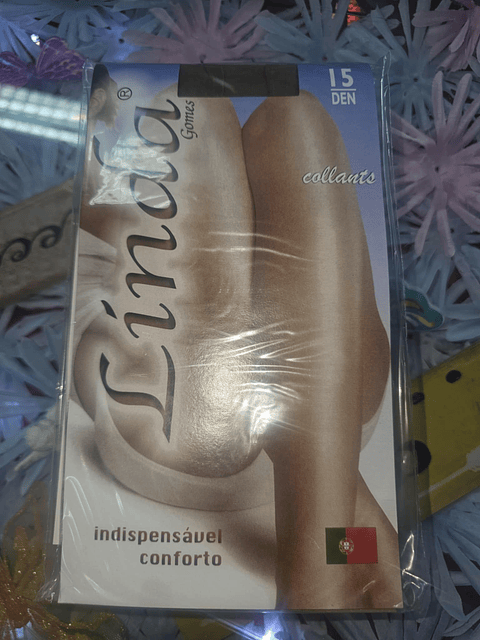 15
DEN
collants
Linda®
Gomes
indispensável
conforto